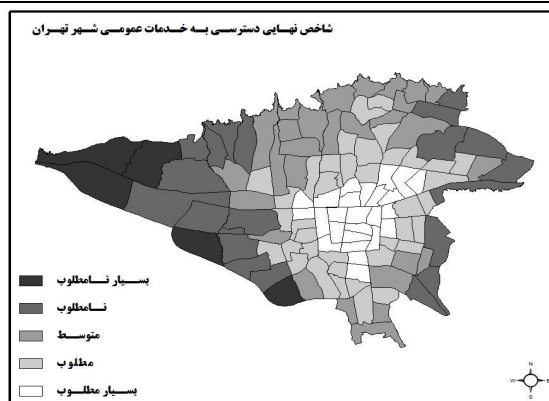 شاخص نهایی دسترسی به خدمات عمومی شهر تهران
بسیار نامطلوب
نامطلوب
متوسط
مطلوب
بسیار مطلوب
N
W E
S